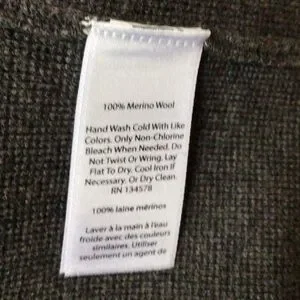 100% Merino Wool
Hand Wash Cold With Like
Colors. Only Non-Chlorine
Bleach When Needed. Do
Not Twist Or Wring. Lay
Flat To Dry. Cool Iron If
Necessary. Or Dry Clean.
RN 134578
100% laine mérinos
Laver à la main à l'eau
froide avec des couleurs
similaires. Utiliser
seulement un agent de